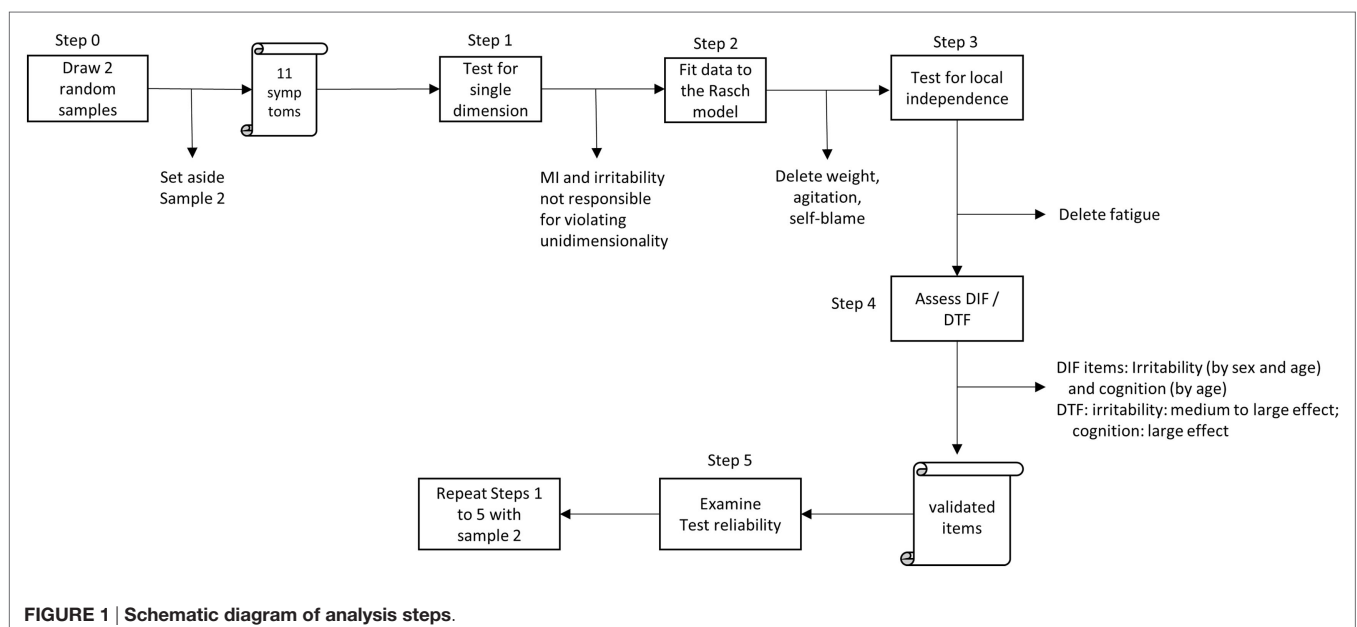 Step 0
Draw 2
random
samples
Set aside
Sample 2
11
symp
toms
Step 1
Test for
single
dimension
MI and irritability
not responsible
for violating
unidimensionality
Step 2
Fit data to
the Rasch
model
Delete weight,
agitation,
self-blame
Step 3
Test for local
independence
Delete fatigue
Step 4
Assess DIF /
DTF
DIF items: Irritability (by sex and age)
and cognition (by age)
DTF: irritability: medium to large effect;
cognition: large effect
validated
items
Step 5
Examine
Test reliability
Repeat Steps 1
to 5 with
sample 2
FIGURE 1 | Schematic diagram of analysis steps.